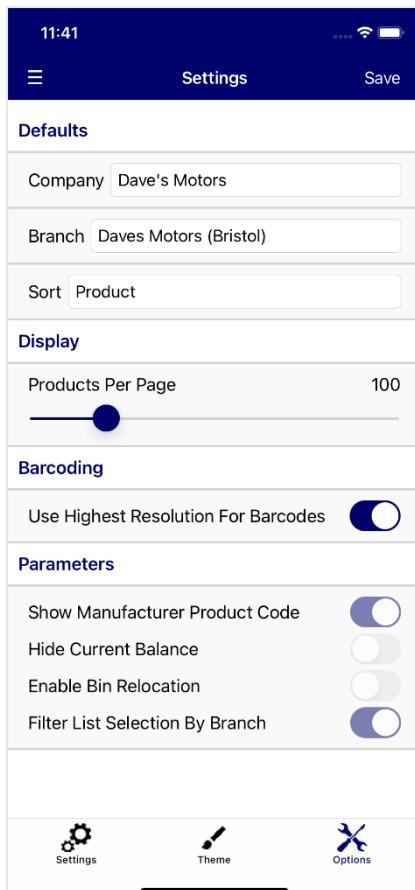 11:41
☰ Settings Save
Defaults
Company Dave's Motors
Branch Daves Motors (Bristol)
Sort Product
Display
Products Per Page 100
Barcoding
Use Highest Resolution For Barcodes
Parameters
Show Manufacturer Product Code
Hide Current Balance
Enable Bin Relocation
Filter List Selection By Branch
Settings Theme Options